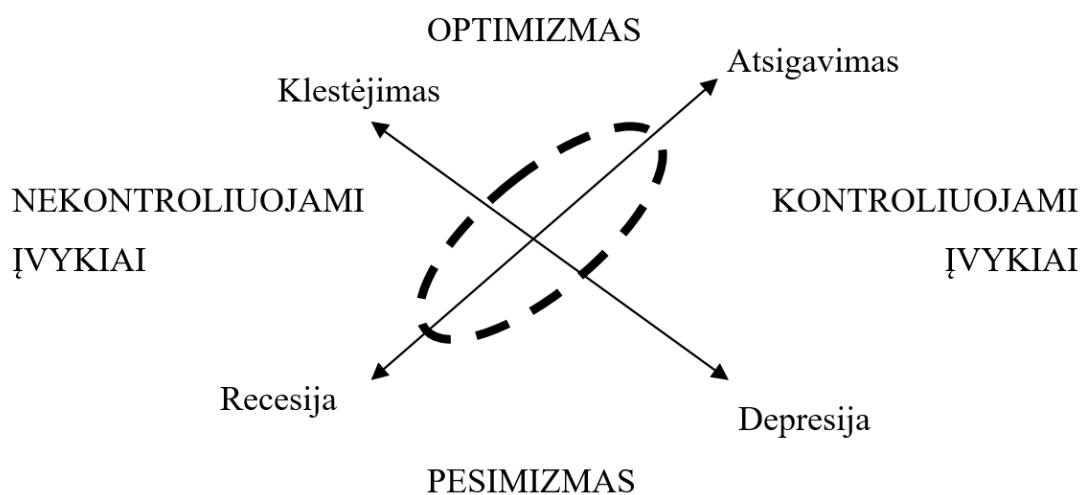 OPTIMIZMAS
Atsigavimas
Klestėjimas
NEKONTROLIUOJAMI
ĮVYKIAI
KONTROLIUOJAMI
ĮVYKIAI
Recesija
Depresija
PESIMIZMAS